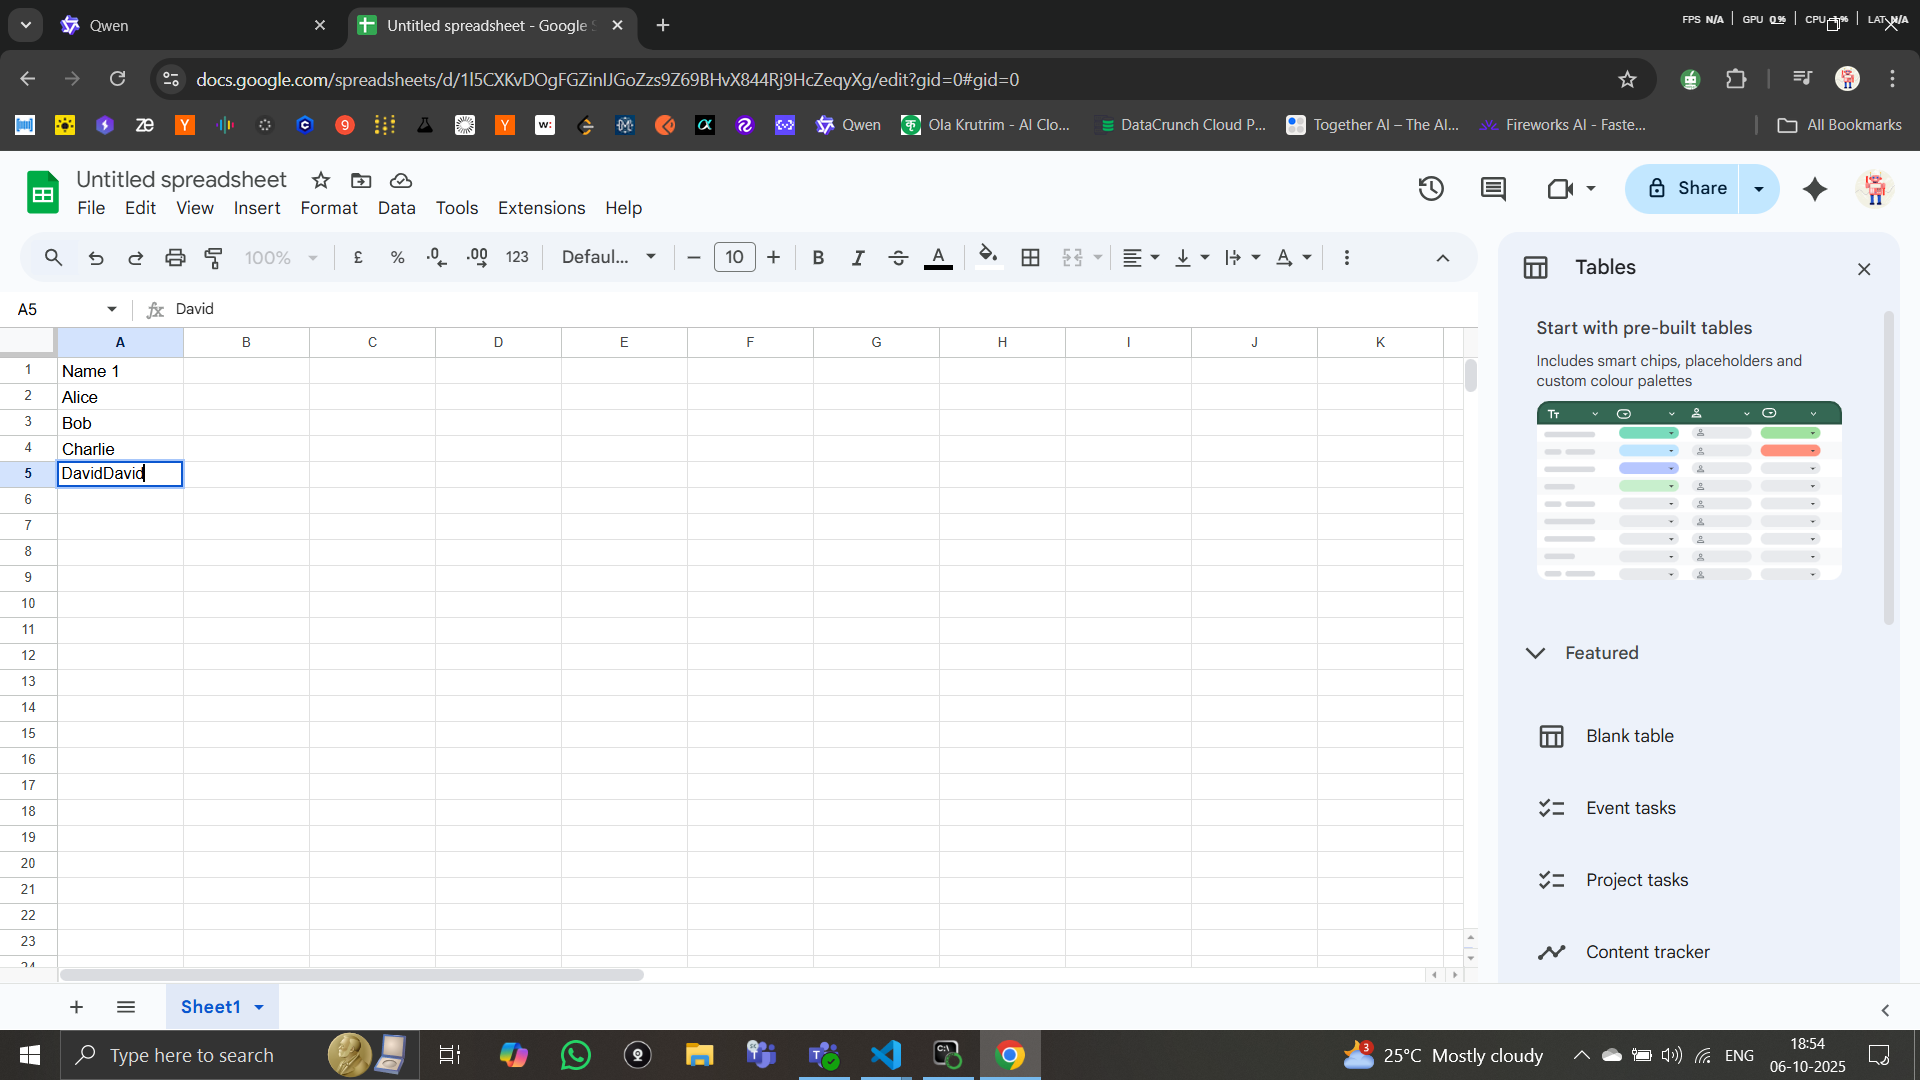 Qwen
Untitled spreadsheet - Google S
FPS N/A
GPU 0%
CPU
LAT N/A
docs.google.com/spreadsheets/d/1l5CXKvDOgFGZinIJGoZzs9Z69BHvX844Rj9HcZeqyXg/edit?gid=0#gid=0
Qwen
Ola Krutrim - AI Clo...
DataCrunch Cloud P...
Together AI – The AI...
Fireworks AI - Faste...
All Bookmarks
Untitled spreadsheet
File Edit View Insert Format Data Tools Extensions Help
Share
100% £ % .0 .00 123 Defaul... 10 B I A
Tables
A5
fx David
Start with pre-built tables
Includes smart chips, placeholders and
custom colour palettes
A B C D E F G H I J K
1 Name 1
2 Alice
3 Bob
4 Charlie
5 DavidDavid
6
7
8
9
10
11
12
13
14
15
16
17
18
19
20
21
22
23
24
Featured
Blank table
Event tasks
Project tasks
Content tracker
Sheet1
Type here to search
3
25°C Mostly cloudy
ENG
18:54
06-10-2025